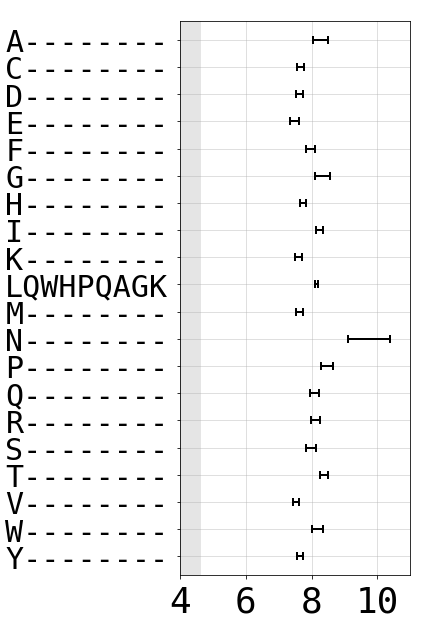 A--------
C--------
D--------
E--------
F--------
G--------
H--------
I--------
K--------
LQWHPQAGK
M--------
N--------
P--------
Q--------
R--------
S--------
T--------
V--------
W--------
Y--------
4 6 8 10